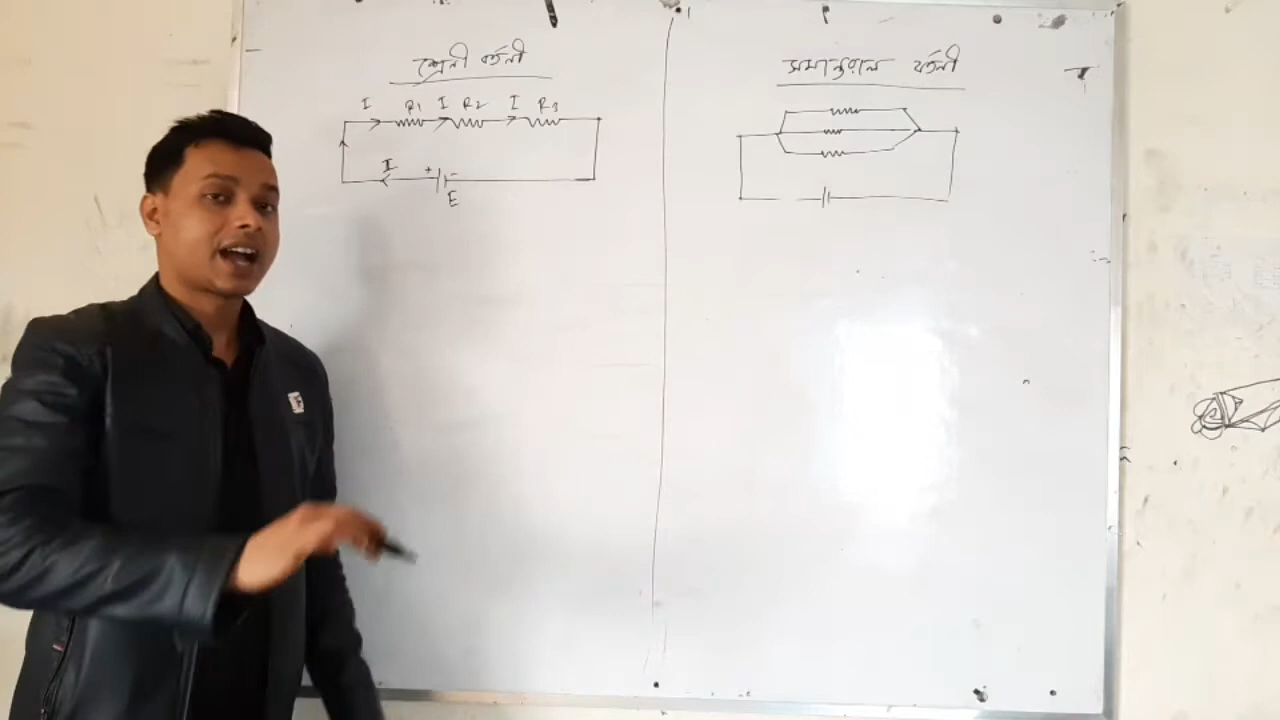 শ্রেনী বর্তনী
I R1 I R2 I R3
I + -
E
সমান্তরাল বর্তনী